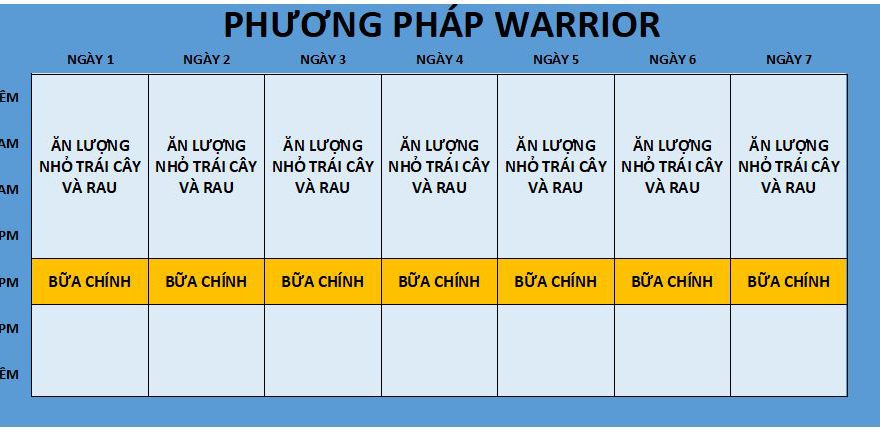 PHƯƠNG PHÁP WARRIOR
NGÀY 1 NGÀY 2 NGÀY 3 NGÀY 4 NGÀY 5 NGÀY 6 NGÀY 7
ÊM
AM ĂN LƯỢNG ĂN LƯỢNG ĂN LƯỢNG ĂN LƯỢNG ĂN LƯỢNG ĂN LƯỢNG ĂN LƯỢNG
NHỎ TRÁI CÂY NHỎ TRÁI CÂY NHỎ TRÁI CÂY NHỎ TRÁI CÂY NHỎ TRÁI CÂY NHỎ TRÁI CÂY NHỎ TRÁI CÂY
AM VÀ RAU VÀ RAU VÀ RAU VÀ RAU VÀ RAU VÀ RAU VÀ RAU
PM
PM BỮA CHÍNH BỮA CHÍNH BỮA CHÍNH BỮA CHÍNH BỮA CHÍNH BỮA CHÍNH BỮA CHÍNH
PM
ÊM